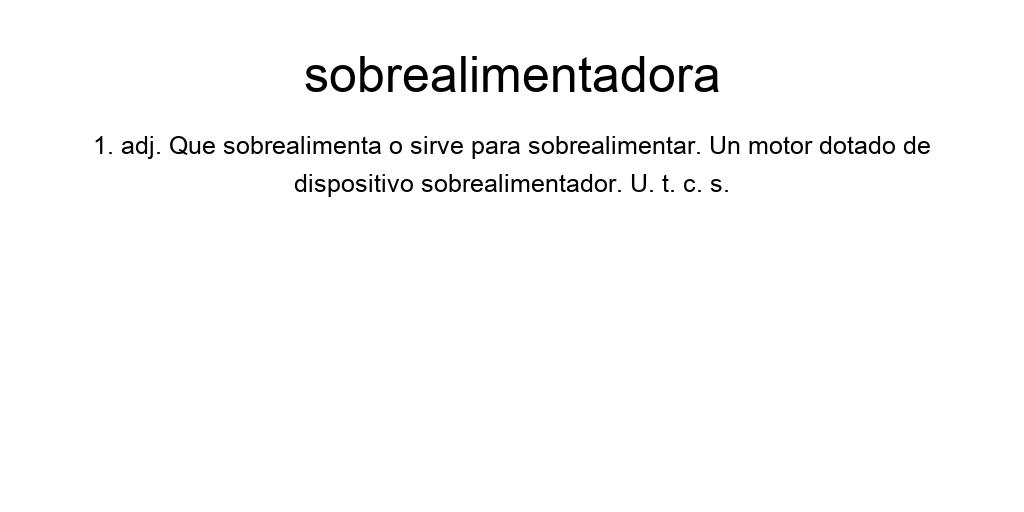 sobrealimentadora
1. adj. Que sobrealimenta o sirve para sobrealimentar. Un motor dotado de
dispositivo sobrealimentador. U. t. c. s.